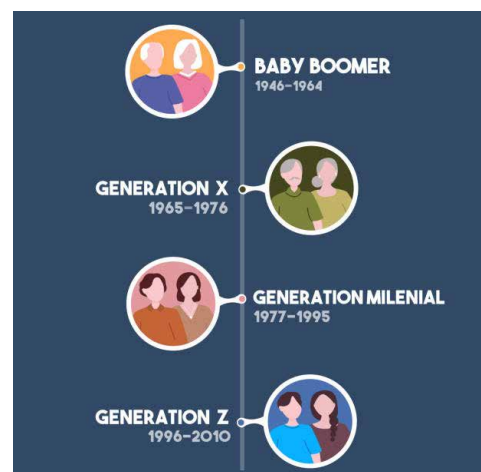 BABY BOOMER
1946-1964
GENERATION X
1965-1976
GENERATION MILENIAL
1977-1995
GENERATION Z
1996-2010